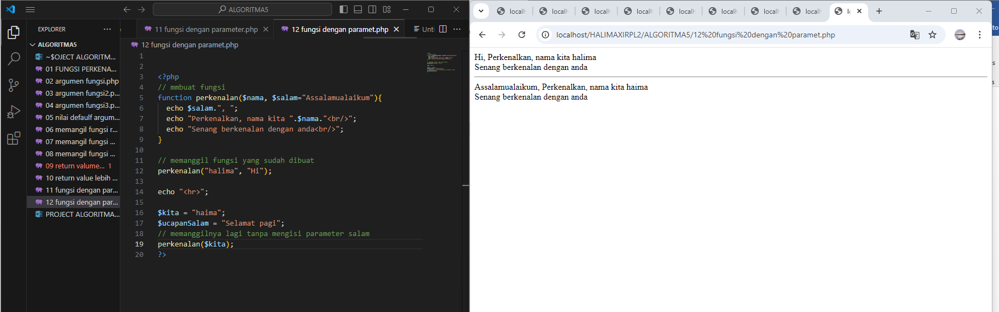 ALGORITMA5
EXPLORER
ALGORITMA5
~$OJECT ALGORITM...
01 FUNGSI PERKENA...
02 argumen fungsi.php
03 argumen fungsi2.p...
04 argumen fungsi3.p...
05 nilai defaulf argum...
06 memangil fungsi r...
07 memangil fungsi ...
08 memangil fungsi ...
09 return valume... 1
10 return value lebih ...
11 fungsi dengan par...
12 fungsi dengan par...
PROJECT ALGORITMA...
11 fungsi dengan parameter.php
12 fungsi dengan paramet.php
Unti
12 fungsi dengan paramet.php
1
2
3 <?php
4 // mmbuat fungsi
5 function perkenalan($nama, $salam="Assalamualaikum"){
6 echo $salam.", ";
7 echo "Perkenalkan, nama kita ".$nama."<br/>";
8 echo "Senang berkenalan dengan anda<br/>";
9 }
10
11 // memanggil fungsi yang sudah dibuat
12 perkenalan("halima", "Hi");
13
14 echo "<hr>";
15
16 $kita = "haima";
17 $ucapanSalam = "Selamat pagi";
18 // memanggilnya lagi tanpa mengisi parameter salam
19 perkenalan($kita);
20 ?>
localh localh localh localh localh localh localh localh lo
localhost/HALIMAXIRPL2/ALGORITMA5/12%20fungsi%20dengan%20paramet.php
Hi, Perkenalkan, nama kita halima
Senang berkenalan dengan anda
Assalamualaikum, Perkenalkan, nama kita haima
Senang berkenalan dengan anda